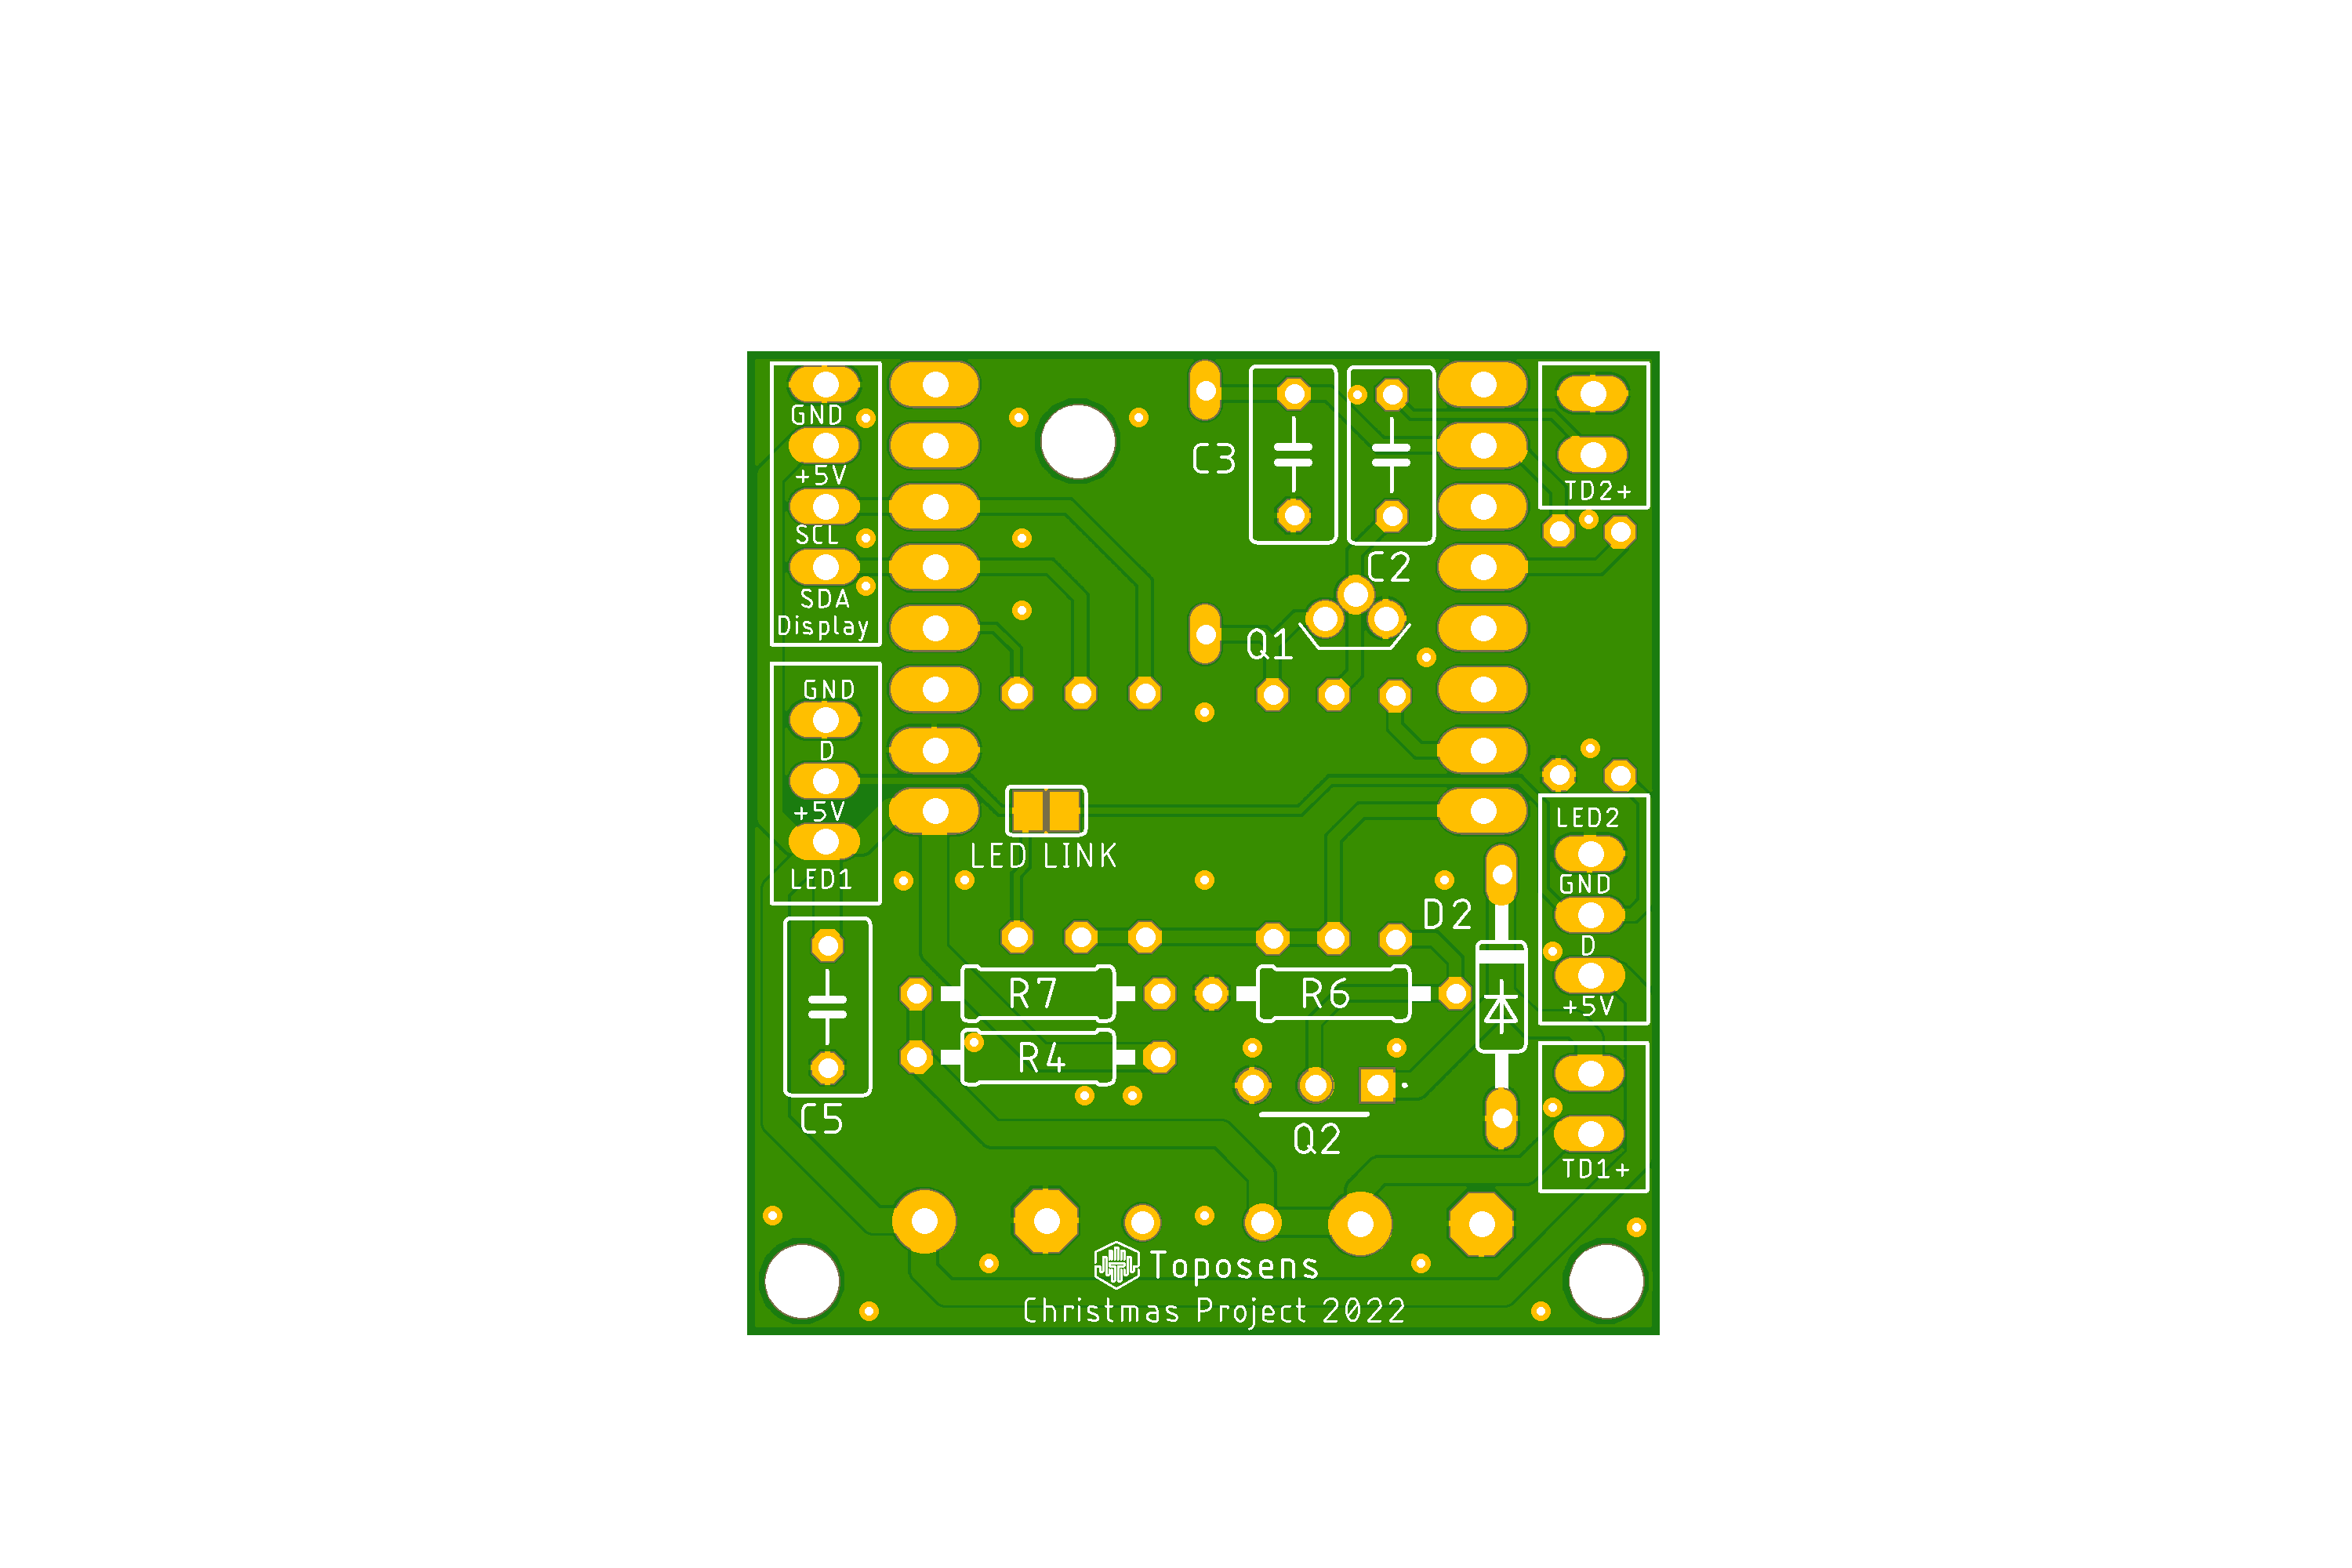 GND
+5V
SCL
SDA
Display
C3
C2
Q1
TD2+
GND
D
+5V
LED1
LED LINK
LED2
GND
D
+5V
D2
R7
R6
R4
C5
Q2
TD1+
Toposens
Christmas Project 2022